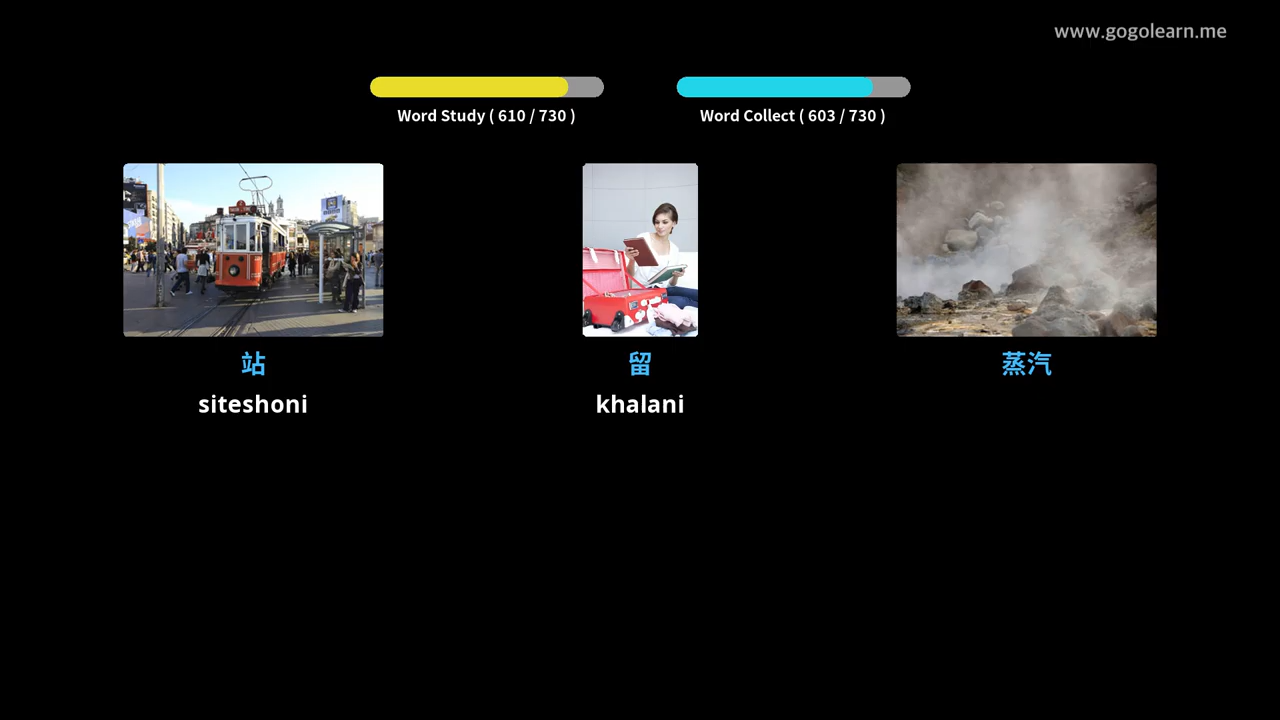 www.gogolearn.me
Word Study ( 610 / 730 )
Word Collect ( 603 / 730 )
站
留
蒸汽
siteshoni
khalani